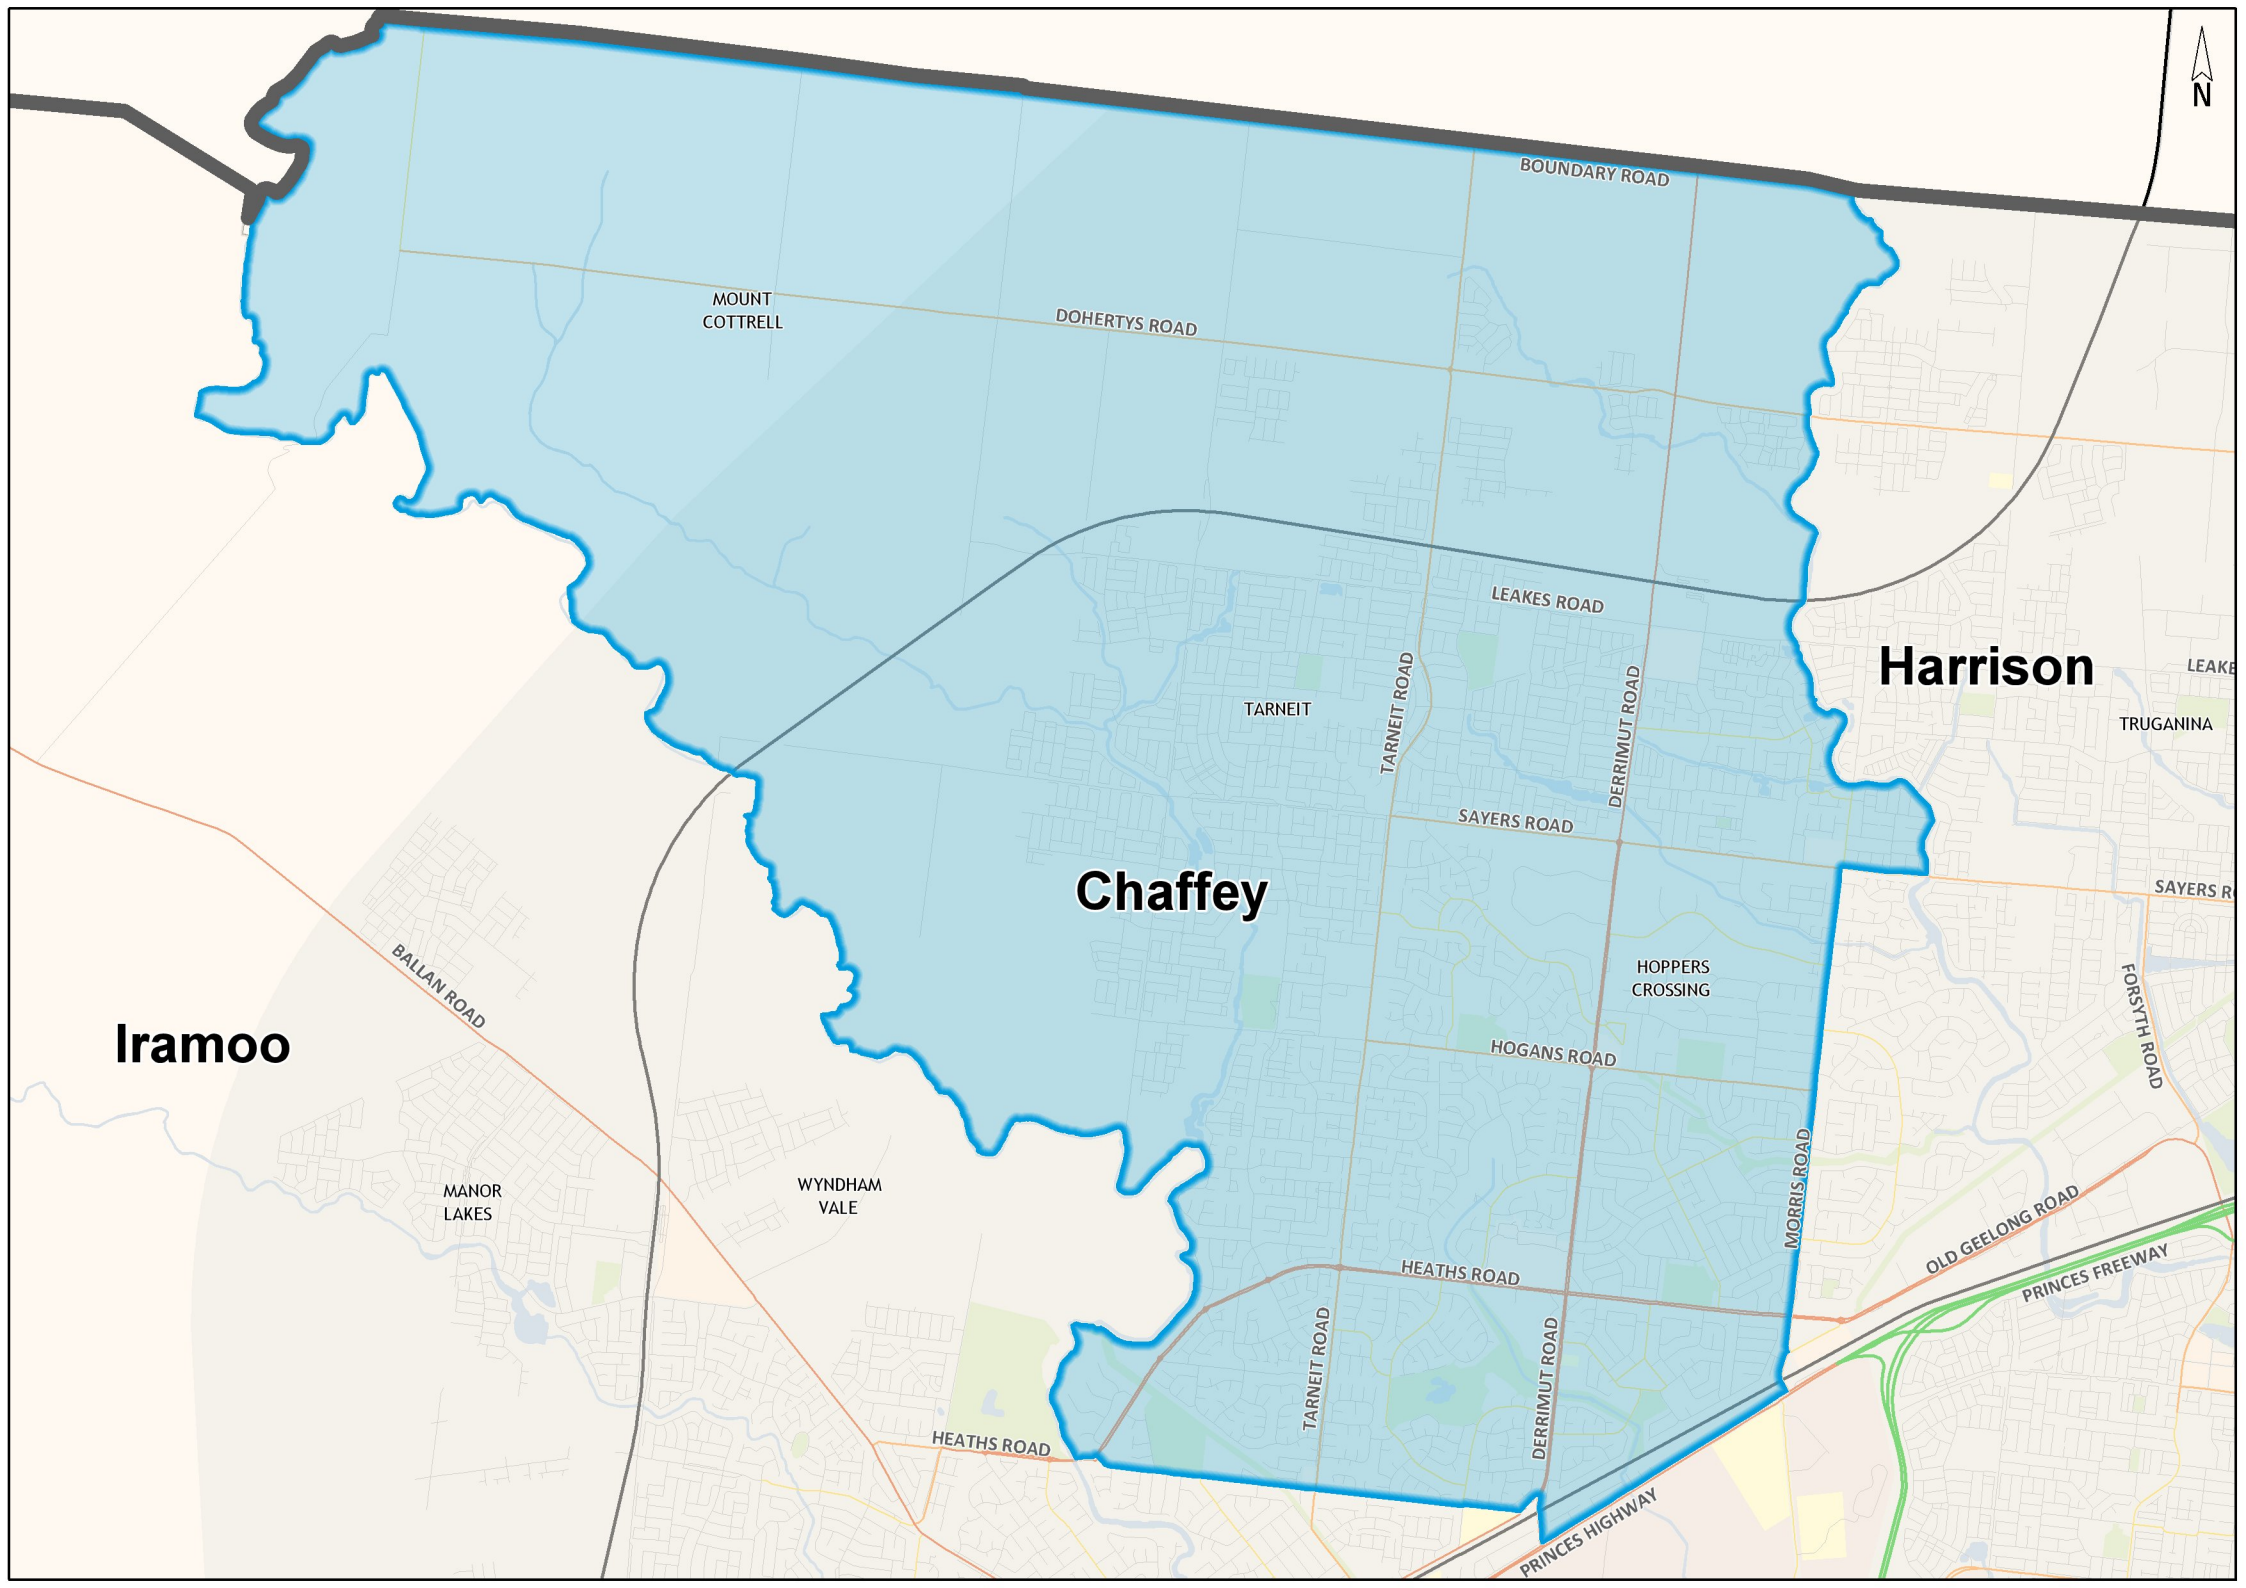 N
BOUNDARY ROAD
MOUNT
COTTRELL
DOHERTYS ROAD
LEAKES ROAD
Harrison
LEAKE
TARNEIT
TARNEIT ROAD
DERRIMUT ROAD
TRUGANINA
SAYERS ROAD
Chaffey
SAYERS R
BALLAN ROAD
HOPPERS
CROSSING
FORSYTH ROAD
Iramoo
HOGANS ROAD
MANOR
LAKES
WYNDHAM
VALE
MORRIS ROAD
OLD GEELONG ROAD
PRINCES FREEWAY
HEATHS ROAD
TARNEIT ROAD
DERRIMUT ROAD
HEATHS ROAD
PRINCES HIGHWAY